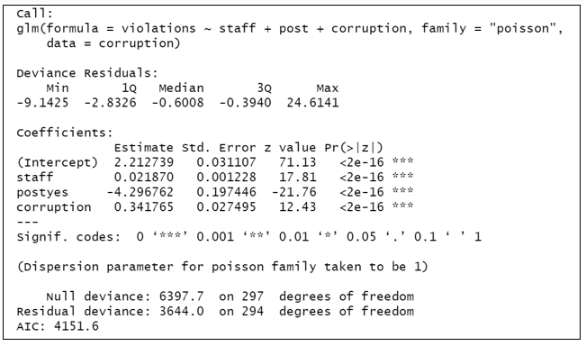 Call:
glm(formula = violations ~ staff + post + corruption, family = "poisson",
    data = corruption)
Deviance Residuals:
    Min       1Q   Median       3Q      Max
-9.1425  -2.8326  -0.6008  -0.3940  24.6141
Coefficients:
             Estimate Std. Error z value Pr(>|z|)
(Intercept)  2.212739   0.031107   71.13   <2e-16 ***
staff        0.021870   0.001228   17.81   <2e-16 ***
postyes     -4.296762   0.197446  -21.76   <2e-16 ***
corruption   0.341765   0.027495   12.43   <2e-16 ***
---
Signif. codes:  0 ‘***’ 0.001 ‘**’ 0.01 ‘*’ 0.05 ‘.’ 0.1 ‘ ’ 1
(Dispersion parameter for poisson family taken to be 1)
    Null deviance: 6397.7  on 297  degrees of freedom
Residual deviance: 3644.0  on 294  degrees of freedom
AIC: 4151.6